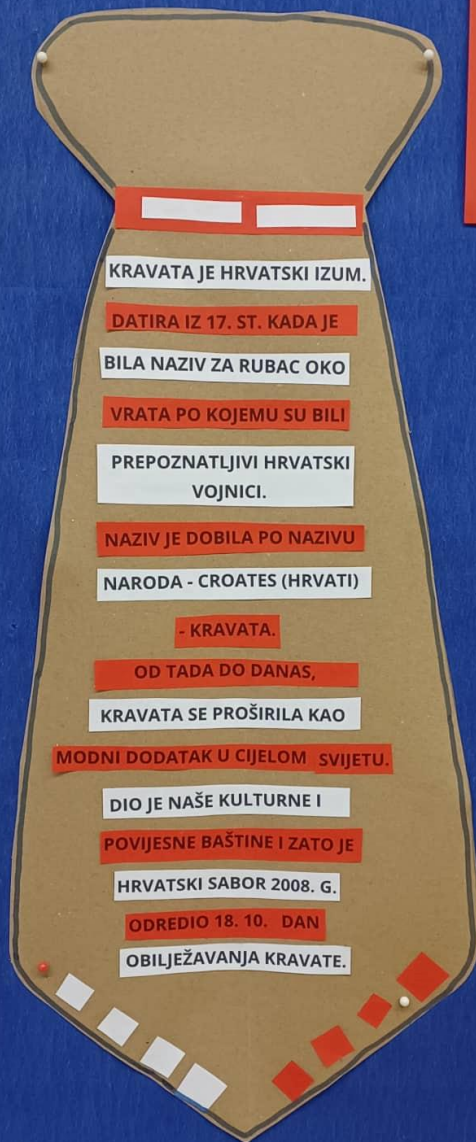 KRAVATA JE HRVATSKI IZUM.
DATIRA IZ 17. ST. KADA JE
BILA NAZIV ZA RUBAC OKO
VRATA PO KOJEMU SU BILI
PREPOZNATLJIVI HRVATSKI
VOJNICI.
NAZIV JE DOBILA PO NAZIVU
NARODA - CROATES (HRVATI)
- KRAVATA.
OD TADA DO DANAS,
KRAVATA SE PROŠIRILA KAO
MODNI DODATAK U CIJELOM SVIJETU.
DIO JE NAŠE KULTURNE I
POVIJESNE BAŠTINE I ZATO JE
HRVATSKI SABOR 2008. G.
ODREDIO 18. 10. DAN
OBILJEŽAVANJA KRAVATE.